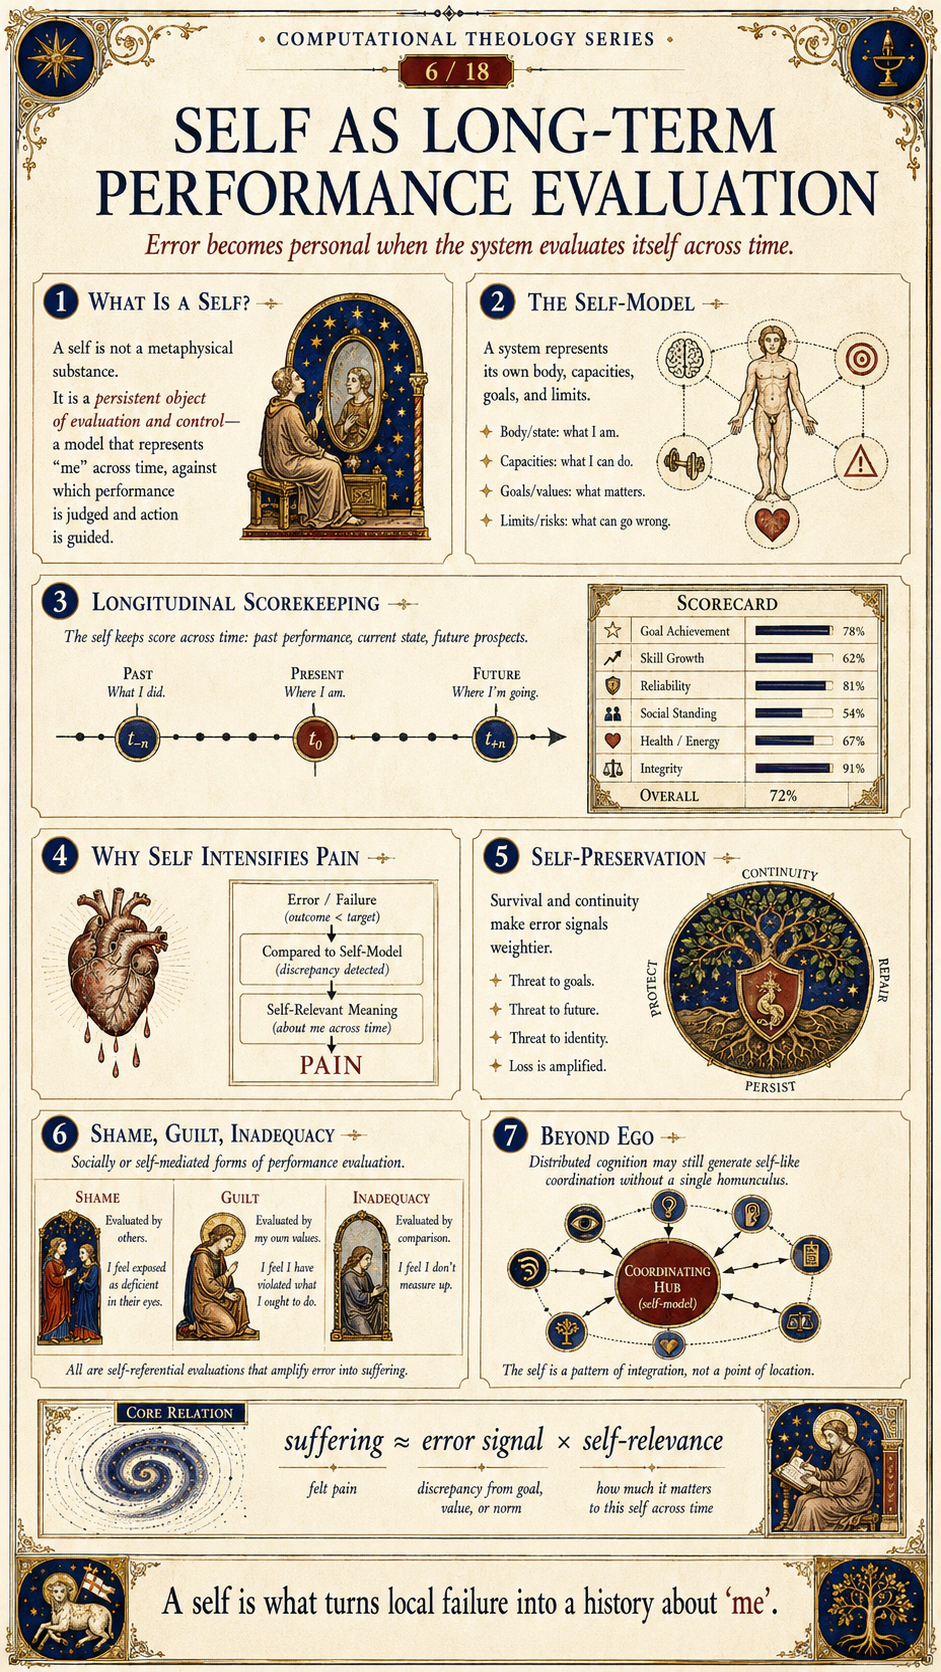 COMPUTATIONAL THEOLOGY SERIES
6 / 18
SELF AS LONG-TERM
PERFORMANCE EVALUATION
Error becomes personal when the system evaluates itself across time.
1 WHAT IS A SELF?
A self is not a metaphysical
substance.
It is a persistent object
of evaluation and control—
a model that represents
“me” across time, against
which performance
is judged and action
is guided.
2 THE SELF-MODEL
A system represents
its own body, capacities,
goals, and limits.
Body/state: what I am.
Capacities: what I can do.
Goals/values: what matters.
Limits/risks: what can go wrong.
3 LONGITUDINAL SCOREKEEPING
The self keeps score across time: past performance, current state, future prospects.
PAST
What I did.
t−n
PRESENT
Where I am.
t0
FUTURE
Where I’m going.
t+n
SCORECARD
Goal Achievement 78%
Skill Growth 62%
Reliability 81%
Social Standing 54%
Health / Energy 67%
Integrity 91%
OVERALL 72%
4 WHY SELF INTENSIFIES PAIN
Error / Failure
(outcome < target)
Compared to Self-Model
(discrepancy detected)
Self-Relevant Meaning
(about me across time)
PAIN
5 SELF-PRESERVATION
Survival and continuity
make error signals
weightier.
Threat to goals.
Threat to future.
Threat to identity.
Loss is amplified.
CONTINUITY
PROTECT
REPAIR
PERSIST
6 SHAME, GUILT, INADEQUACY
Socially or self-mediated forms of performance evaluation.
SHAME
Evaluated by
others.
I feel exposed
as deficient
in their eyes.
GUILT
Evaluated by
my own values.
I feel I have
violated what
I ought to do.
INADEQUACY
Evaluated by
comparison.
I feel I don’t
measure up.
All are self-referential evaluations that amplify error into suffering.
7 BEYOND EGO
Distributed cognition may still generate self-like
coordination without a single homunculus.
COORDINATING
HUB
(self-model)
The self is a pattern of integration, not a point of location.
CORE RELATION
suffering ≈ error signal × self-relevance
felt pain
discrepancy from goal,
value, or norm
how much it matters
to this self across time
A self is what turns local failure into a history about ‘me’.